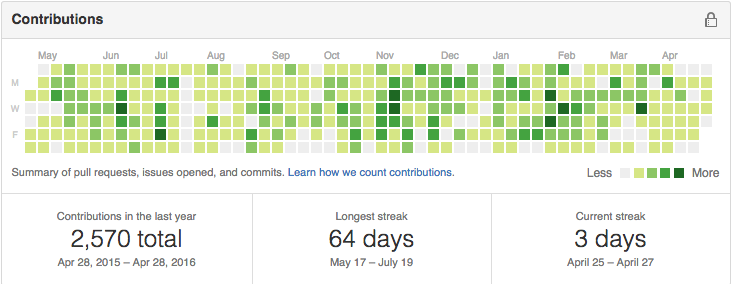 Contributions
May Jun Jul Aug Sep Oct Nov Dec Jan Feb Mar Apr
M
W
F
Summary of pull requests, issues opened, and commits. Learn how we count contributions.
Less More
Contributions in the last year
2,570 total
Apr 28, 2015 – Apr 28, 2016
Longest streak
64 days
May 17 – July 19
Current streak
3 days
April 25 – April 27